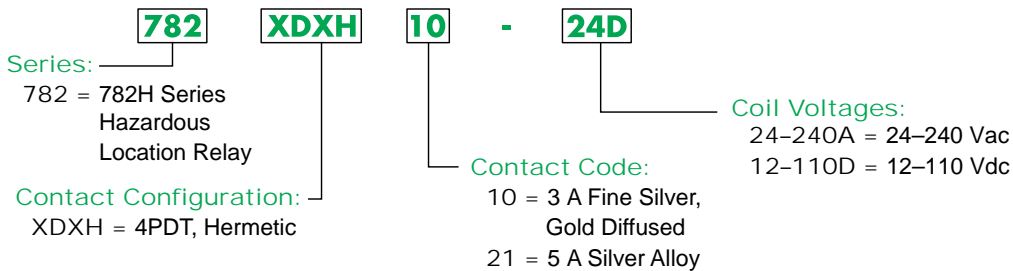 782 XDXH 10 - 24D
Series:
782 = 782H Series
Hazardous
Location Relay
Contact Configuration:
XDXH = 4PDT, Hermetic
Contact Code:
10 = 3 A Fine Silver,
Gold Diffused
21 = 5 A Silver Alloy
Coil Voltages:
24–240A = 24–240 Vac
12–110D = 12–110 Vdc